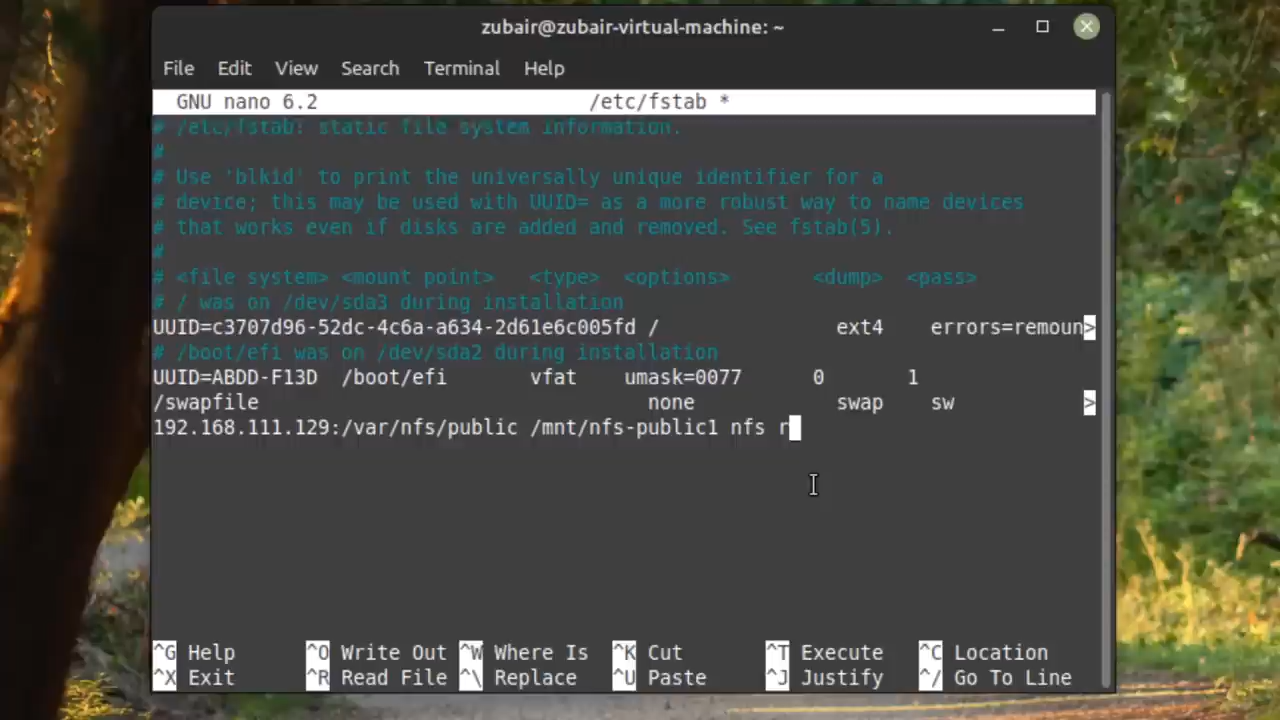 zubair@zubair-virtual-machine: ~
File Edit View Search Terminal Help
GNU nano 6.2 /etc/fstab *
# /etc/fstab: static file system information.
#
# Use 'blkid' to print the universally unique identifier for a
# device; this may be used with UUID= as a more robust way to name devices
# that works even if disks are added and removed. See fstab(5).
#
# <file system> <mount point> <type> <options> <dump> <pass>
# / was on /dev/sda3 during installation
UUID=c3707d96-52dc-4c6a-a634-2d61e6c005fd / ext4 errors=remoun>
# /boot/efi was on /dev/sda2 during installation
UUID=ABDD-F13D /boot/efi vfat umask=0077 0 1
/swapfile none swap sw >
192.168.111.129:/var/nfs/public /mnt/nfs-public1 nfs r
^G Help ^O Write Out ^W Where Is ^K Cut ^T Execute ^C Location
^X Exit ^R Read File ^\ Replace ^U Paste ^J Justify ^/ Go To Line